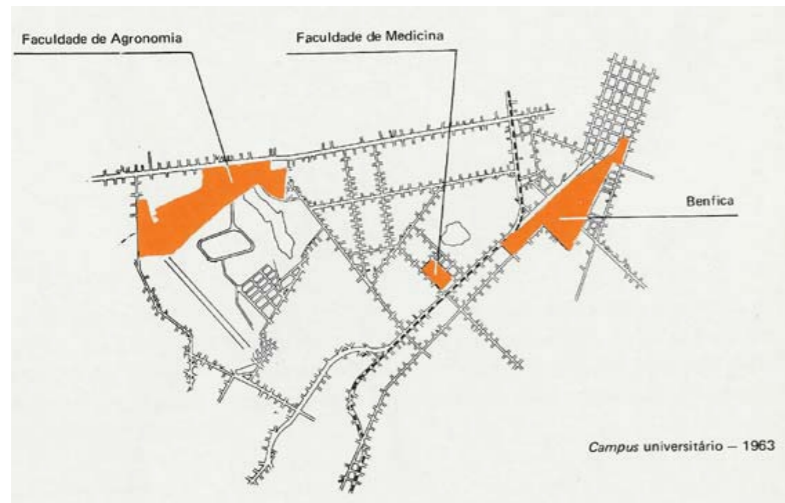 Faculdade de Agronomia
Faculdade de Medicina
Benfica
Campus universitário — 1963